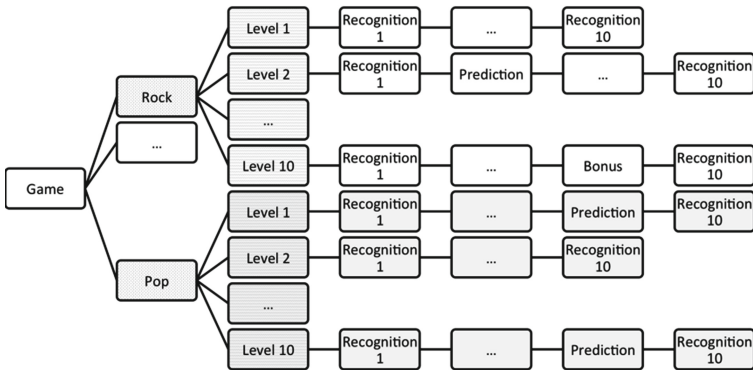 Level 1
Recognition
1
...
Recognition
10
Level 2
Recognition
1
Prediction
...
Recognition
10
Rock
...
...
Level 10
Recognition
1
...
Bonus
Recognition
10
Game
Level 1
Recognition
1
...
Prediction
Recognition
10
Level 2
Recognition
1
...
Recognition
10
Pop
...
Level 10
Recognition
1
...
Prediction
Recognition
10